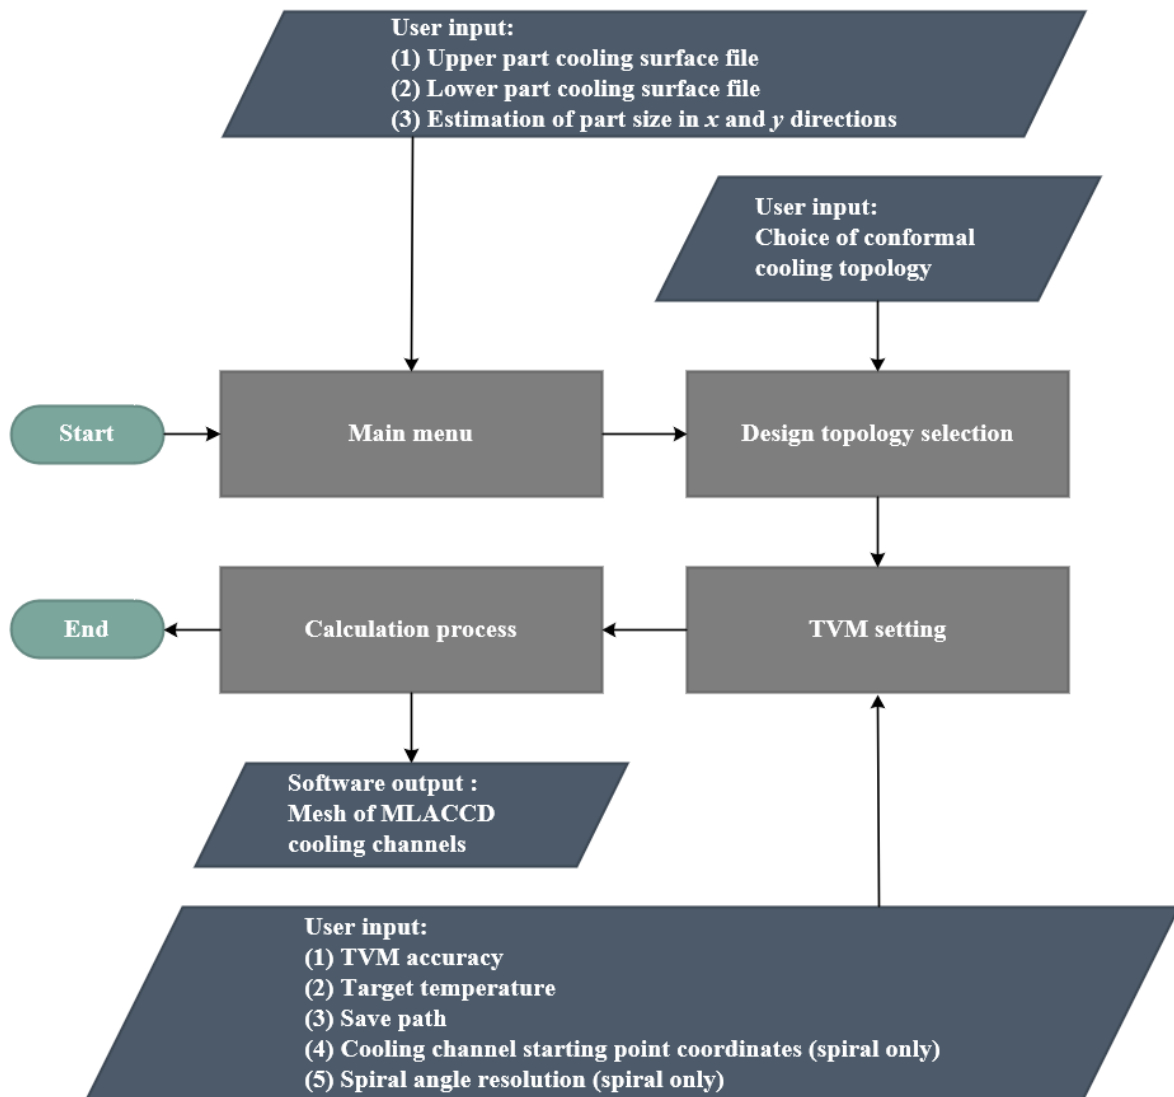 User input:
(1) Upper part cooling surface file
(2) Lower part cooling surface file
(3) Estimation of part size in x and y directions
User input:
Choice of conformal
cooling topology
Start
Main menu
Design topology selection
End
Calculation process
TVM setting
Software output :
Mesh of MLACCD
cooling channels
User input:
(1) TVM accuracy
(2) Target temperature
(3) Save path
(4) Cooling channel starting point coordinates (spiral only)
(5) Spiral angle resolution (spiral only)